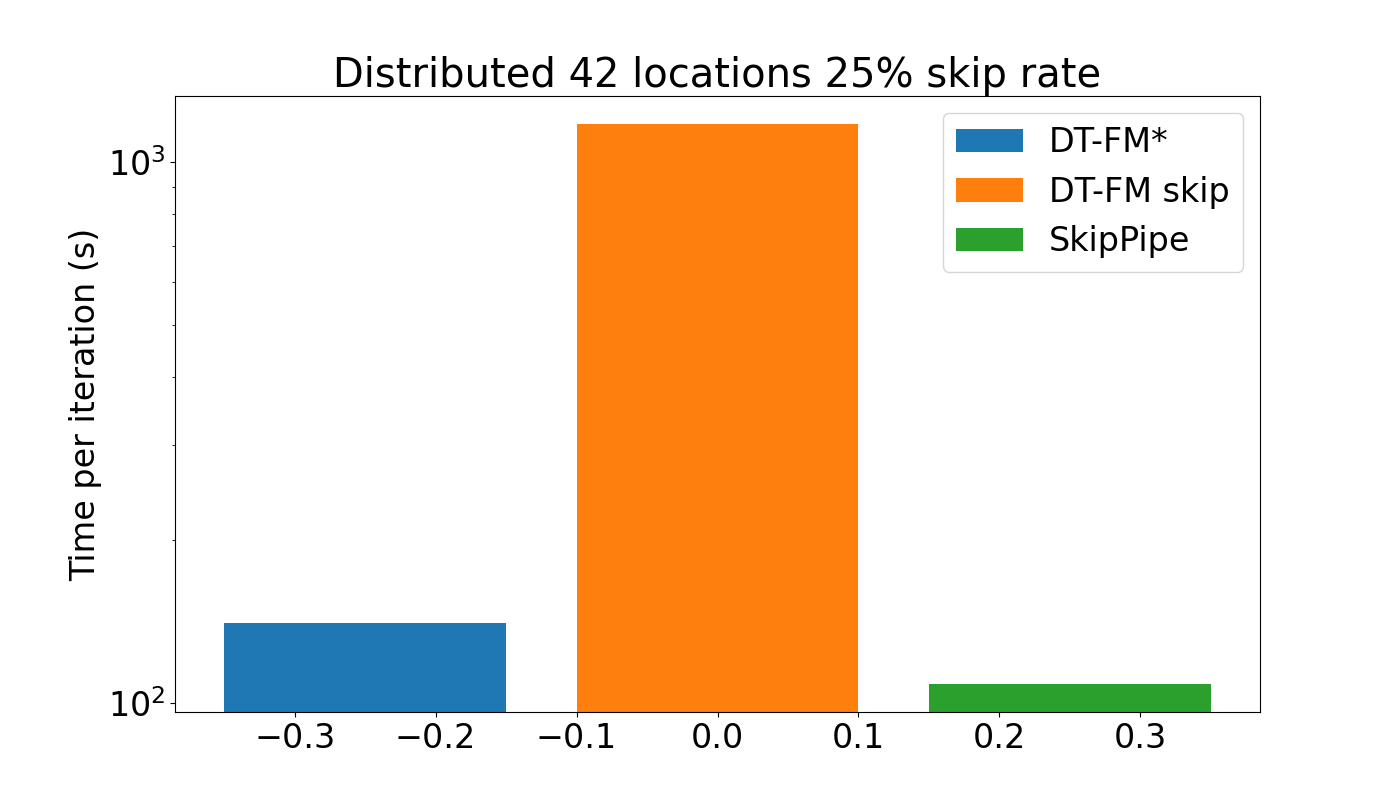 Distributed 42 locations 25% skip rate
Time per iteration (s)
10³
10²
DT-FM*
DT-FM skip
SkipPipe
−0.3 −0.2 −0.1 0.0 0.1 0.2 0.3